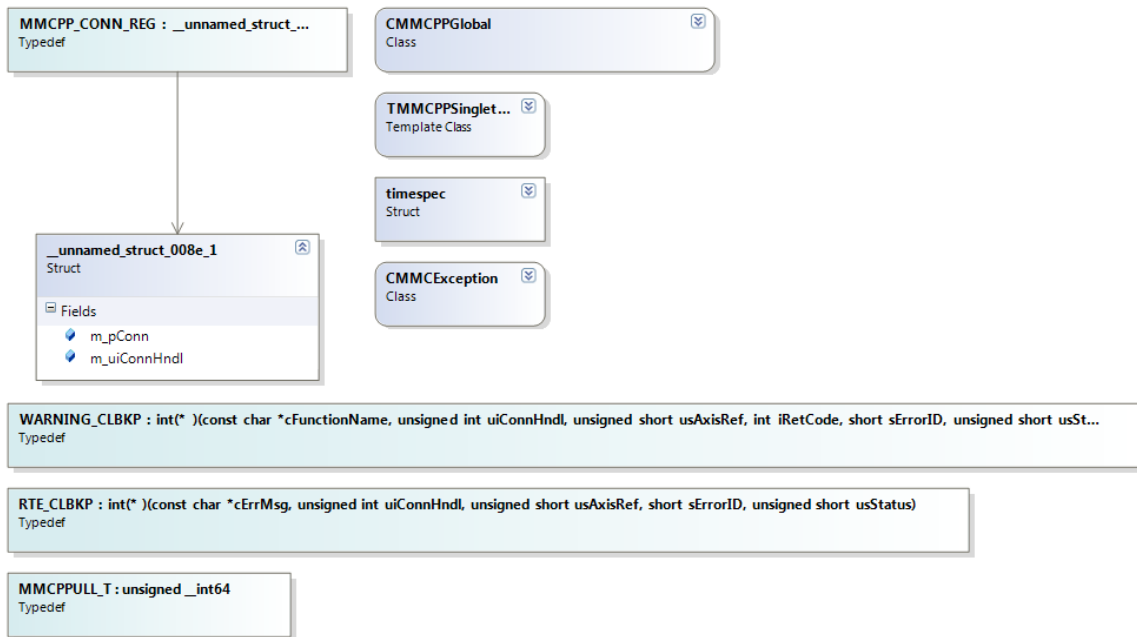 MMCPP_CONN_REG : __unnamed_struct_...
Typedef
CMMCPPGlobal
Class
TMMCPPSinglet...
Template Class
timespec
Struct
__unnamed_struct_008e_1
Struct
Fields
m_pConn
m_uiConnHndl
CMMCException
Class
WARNING_CLBKP : int(* )(const char *cFunctionName, unsigned int uiConnHndl, unsigned short usAxisRef, int iRetCode, short sErrorID, unsigned short usSt...
Typedef
RTE_CLBKP : int(* )(const char *cErrMsg, unsigned int uiConnHndl, unsigned short usAxisRef, short sErrorID, unsigned short usStatus)
Typedef
MMCPPULL_T : unsigned __int64
Typedef